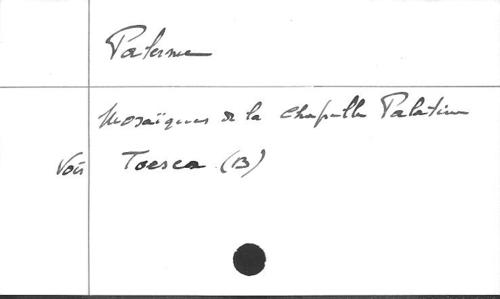 Palerme
Mosaïques de la Chapelle Palatine
Voir Toesca (B)